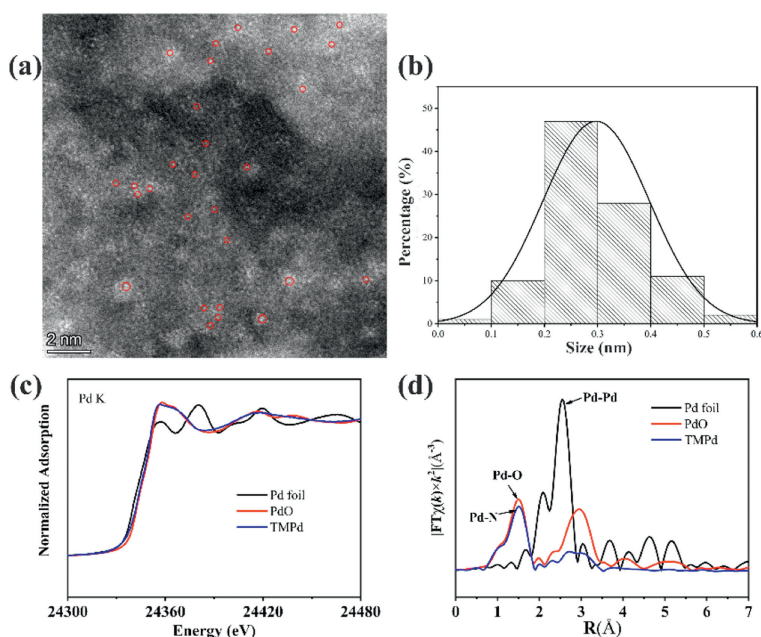 (a)
2 nm
(b)
Percentage (%)
50
40
30
20
10
0
0.0 0.1 0.2 0.3 0.4 0.5 0.6
Size (nm)
(c)
Pd K
Normalized Adsorption
Pd foil
PdO
TMPd
24300 24360 24420 24480
Energy (eV)
(d)
|FTχ(k)×k²|(Å⁻³)
Pd-Pd
Pd-O
Pd-N
Pd foil
PdO
TMPd
0 1 2 3 4 5 6 7
R(Å)